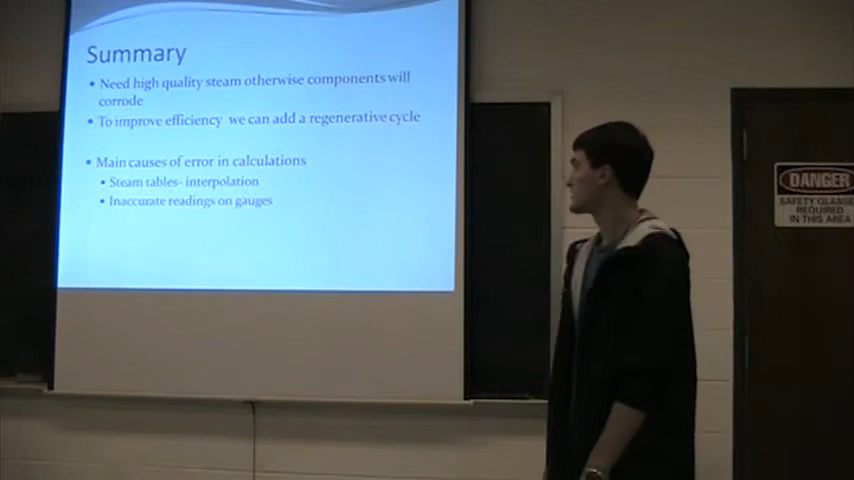 Summary
• Need high quality steam otherwise components will
corrode
• To improve efficiency we can add a regenerative cycle
• Main causes of error in calculations
• Steam tables- interpolation
• Inaccurate readings on gauges
DANGER
SAFETY GLASSE
REQUIRED
IN THIS AREA